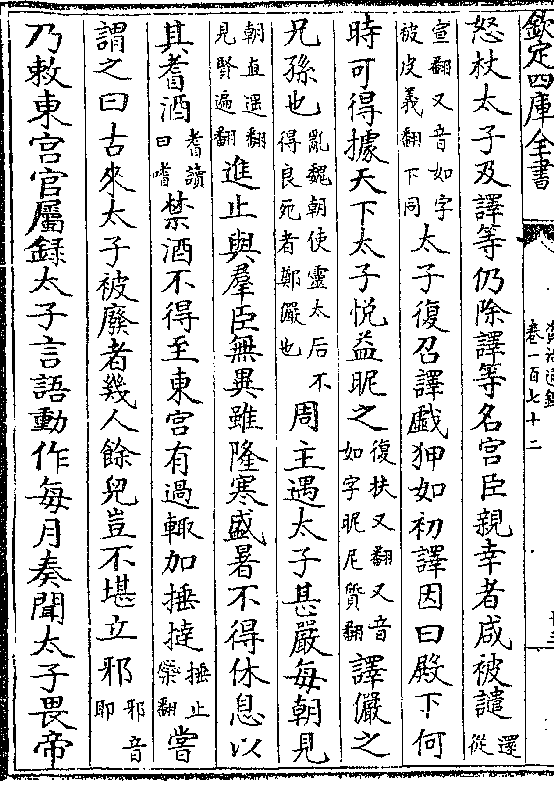 欽定四庫全書
資治通鑑
卷一百七十二
怒杖太子及譯等仍除譯等名宫臣親幸者咸被譴還從
宣翻又音如字被皮義翻下同太子復召譯戲狎如初譯因曰殿下何
時可得據天下太子悦益昵之復扶又翻又音如字昵尼質翻譯儼之
兄孫也亂魏朝使靈太后不得良死者鄭儼也周主遇太子甚嚴每朝見
朝直遥翻見賢遍翻進止與羣臣無異雖隆寒盛暑不得休息以
其耆酒耆讀曰嗜禁酒不得至東宫有過輒加捶撻捶止橤翻嘗
謂之曰古來太子被廢者幾人餘兒豈不堪立邪邪音耶
乃敕東宫官屬録太子言語動作每月奏聞太子畏帝